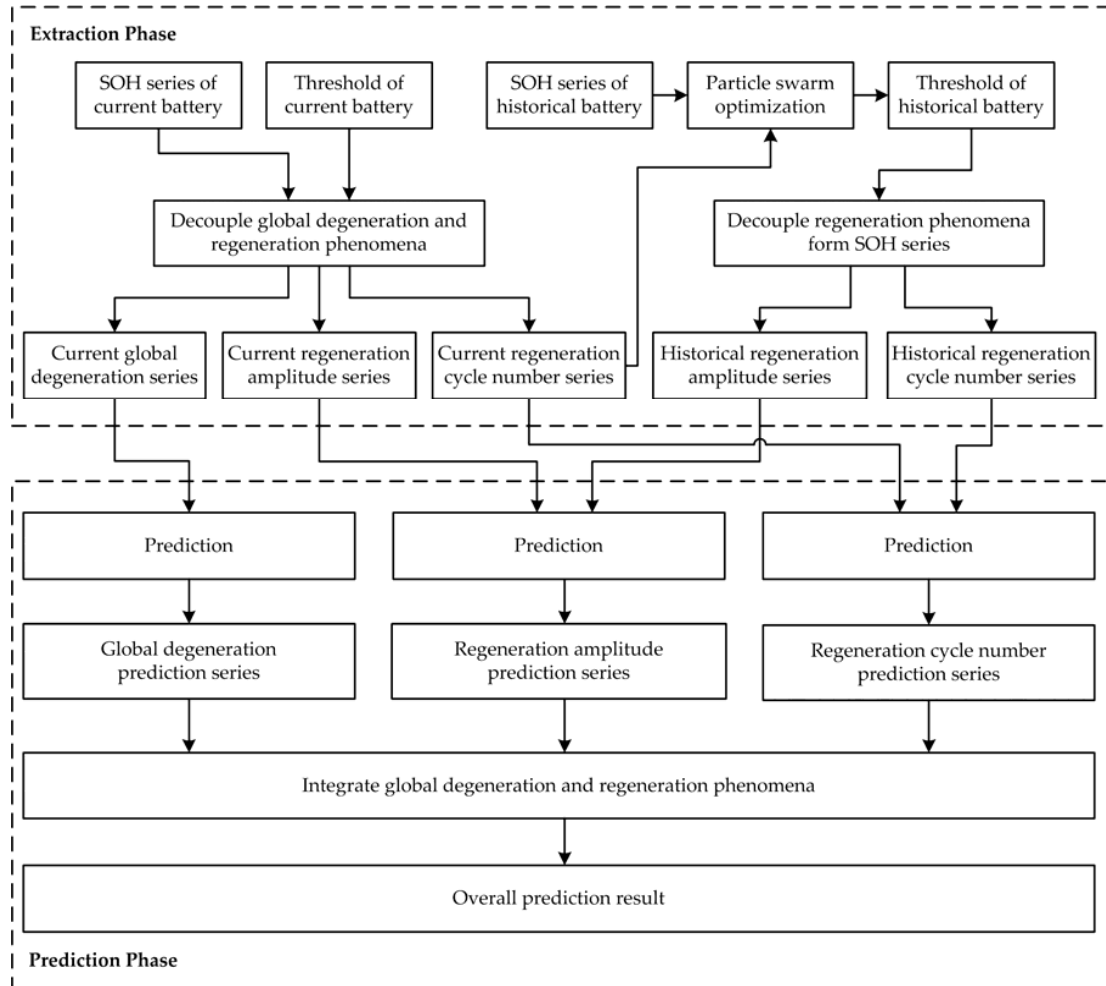 Extraction Phase
SOH series of
current battery
Threshold of
current battery
SOH series of
historical battery
Particle swarm
optimization
Threshold of
historical battery
Decouple global degeneration and
regeneration phenomena
Decouple regeneration phenomena
form SOH series
Current global
degeneration series
Current regeneration
amplitude series
Current regeneration
cycle number series
Historical regeneration
amplitude series
Historical regeneration
cycle number series
Prediction
Prediction
Prediction
Global degeneration
prediction series
Regeneration amplitude
prediction series
Regeneration cycle number
prediction series
Integrate global degeneration and regeneration phenomena
Overall prediction result
Prediction Phase